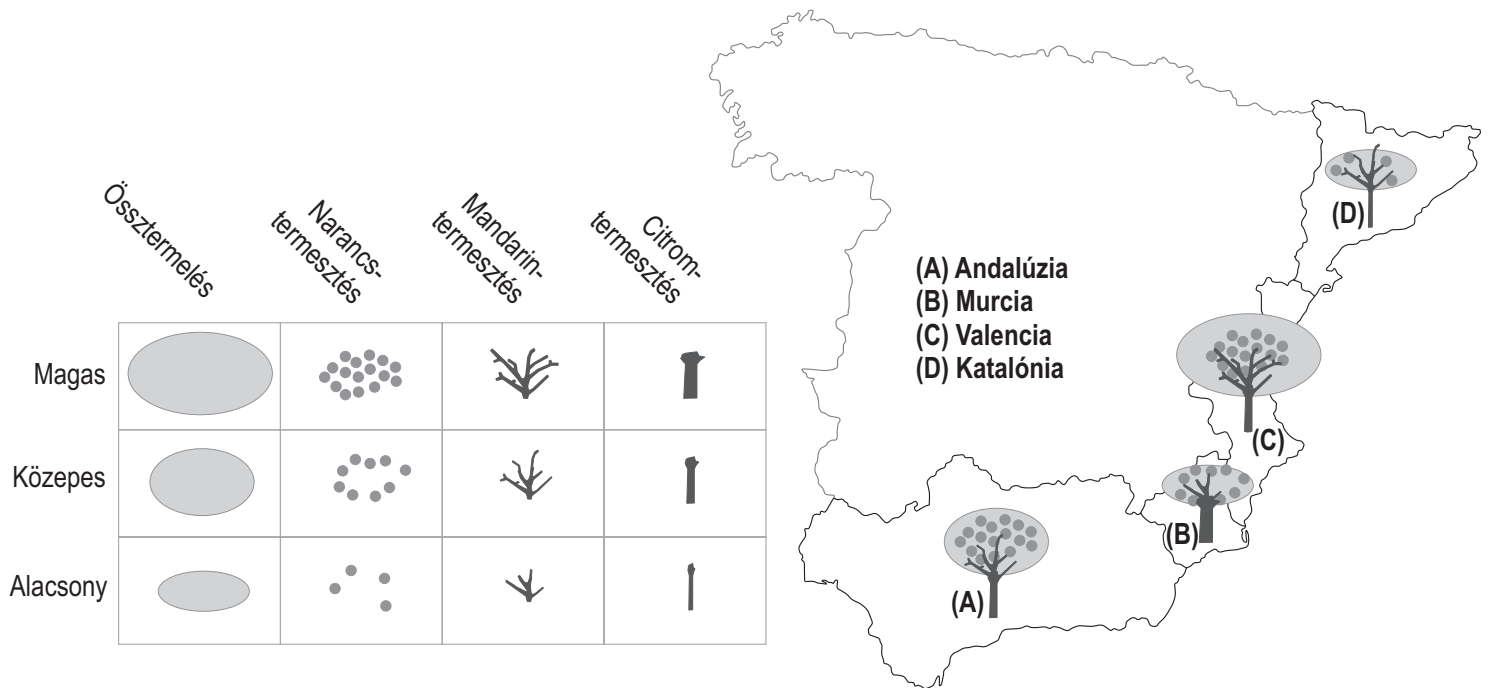 Össztermelés
Narancs-
termesztés
Mandarin-
termesztés
Citrom-
termesztés
Magas
Közepes
Alacsony
(A) Andalúzia
(B) Murcia
(C) Valencia
(D) Katalónia
(D)
(C)
(B)
(A)